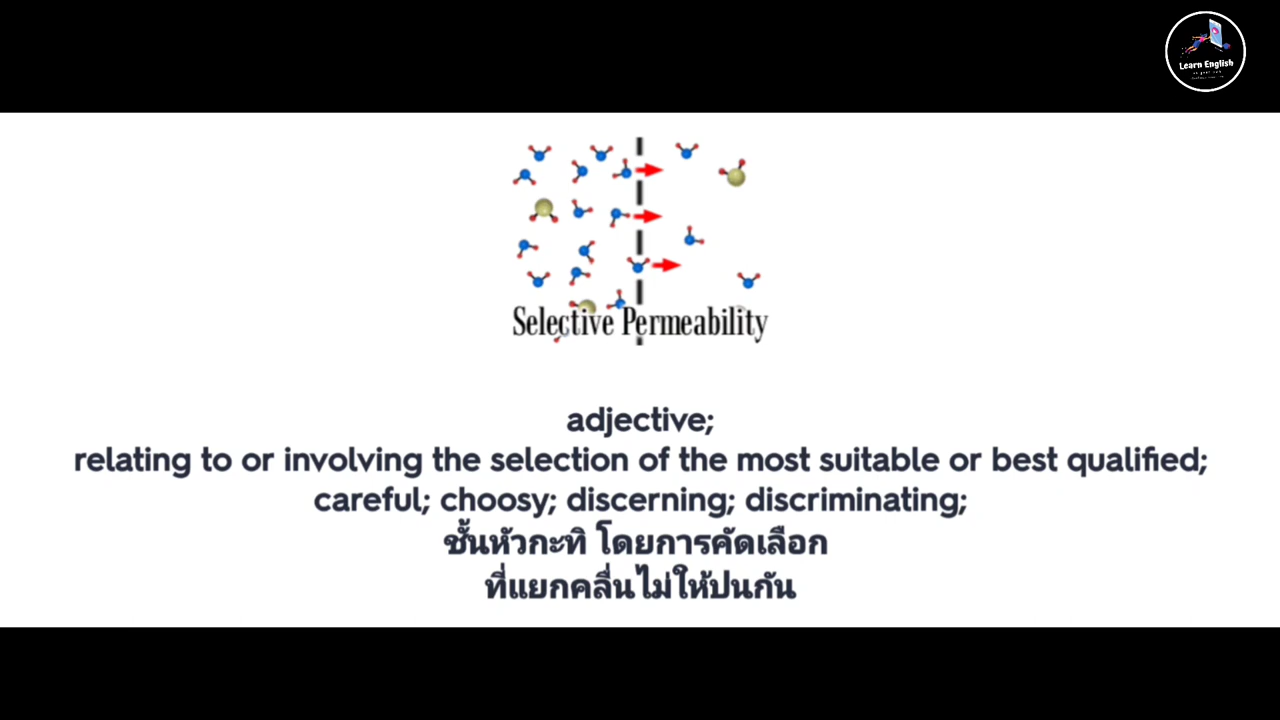 Learn English
Selective Permeability
adjective;
relating to or involving the selection of the most suitable or best qualified;
careful; choosy; discerning; discriminating;
ชั้นหัวกะทิ โดยการคัดเลือก
ที่แยกคลื่นไม่ให้ปนกัน